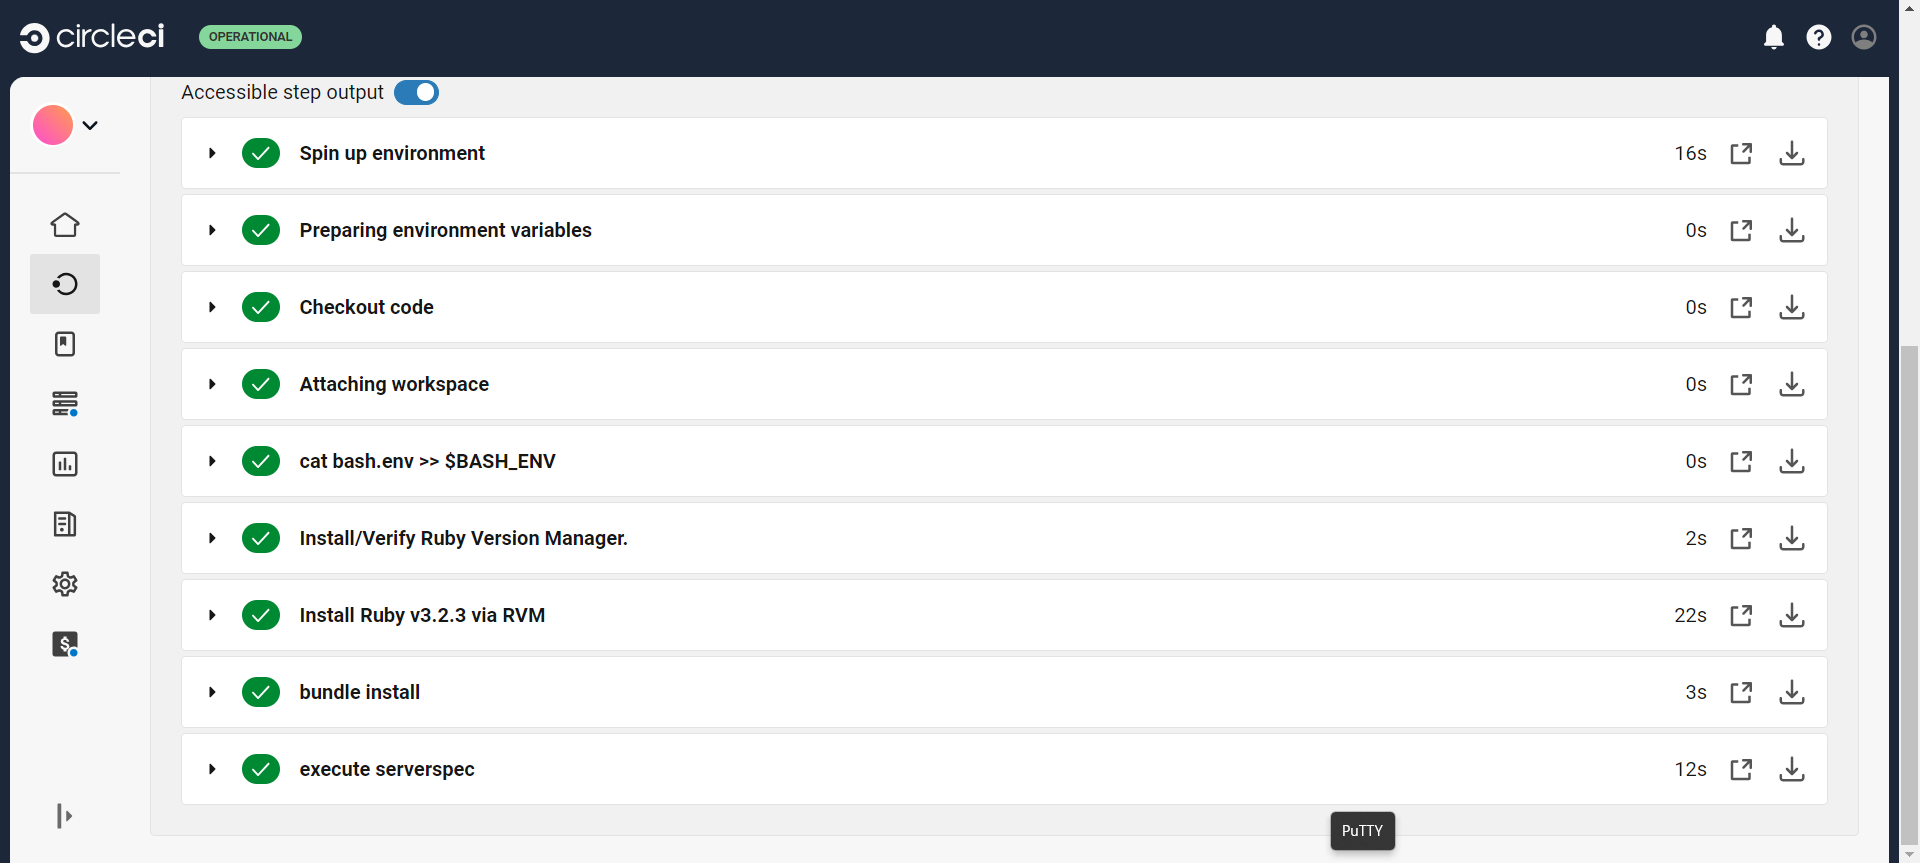 circleci
OPERATIONAL
Accessible step output
Spin up environment 16s
Preparing environment variables 0s
Checkout code 0s
Attaching workspace 0s
cat bash.env >> $BASH_ENV 0s
Install/Verify Ruby Version Manager. 2s
Install Ruby v3.2.3 via RVM 22s
bundle install 3s
execute serverspec 12s
PuTTY